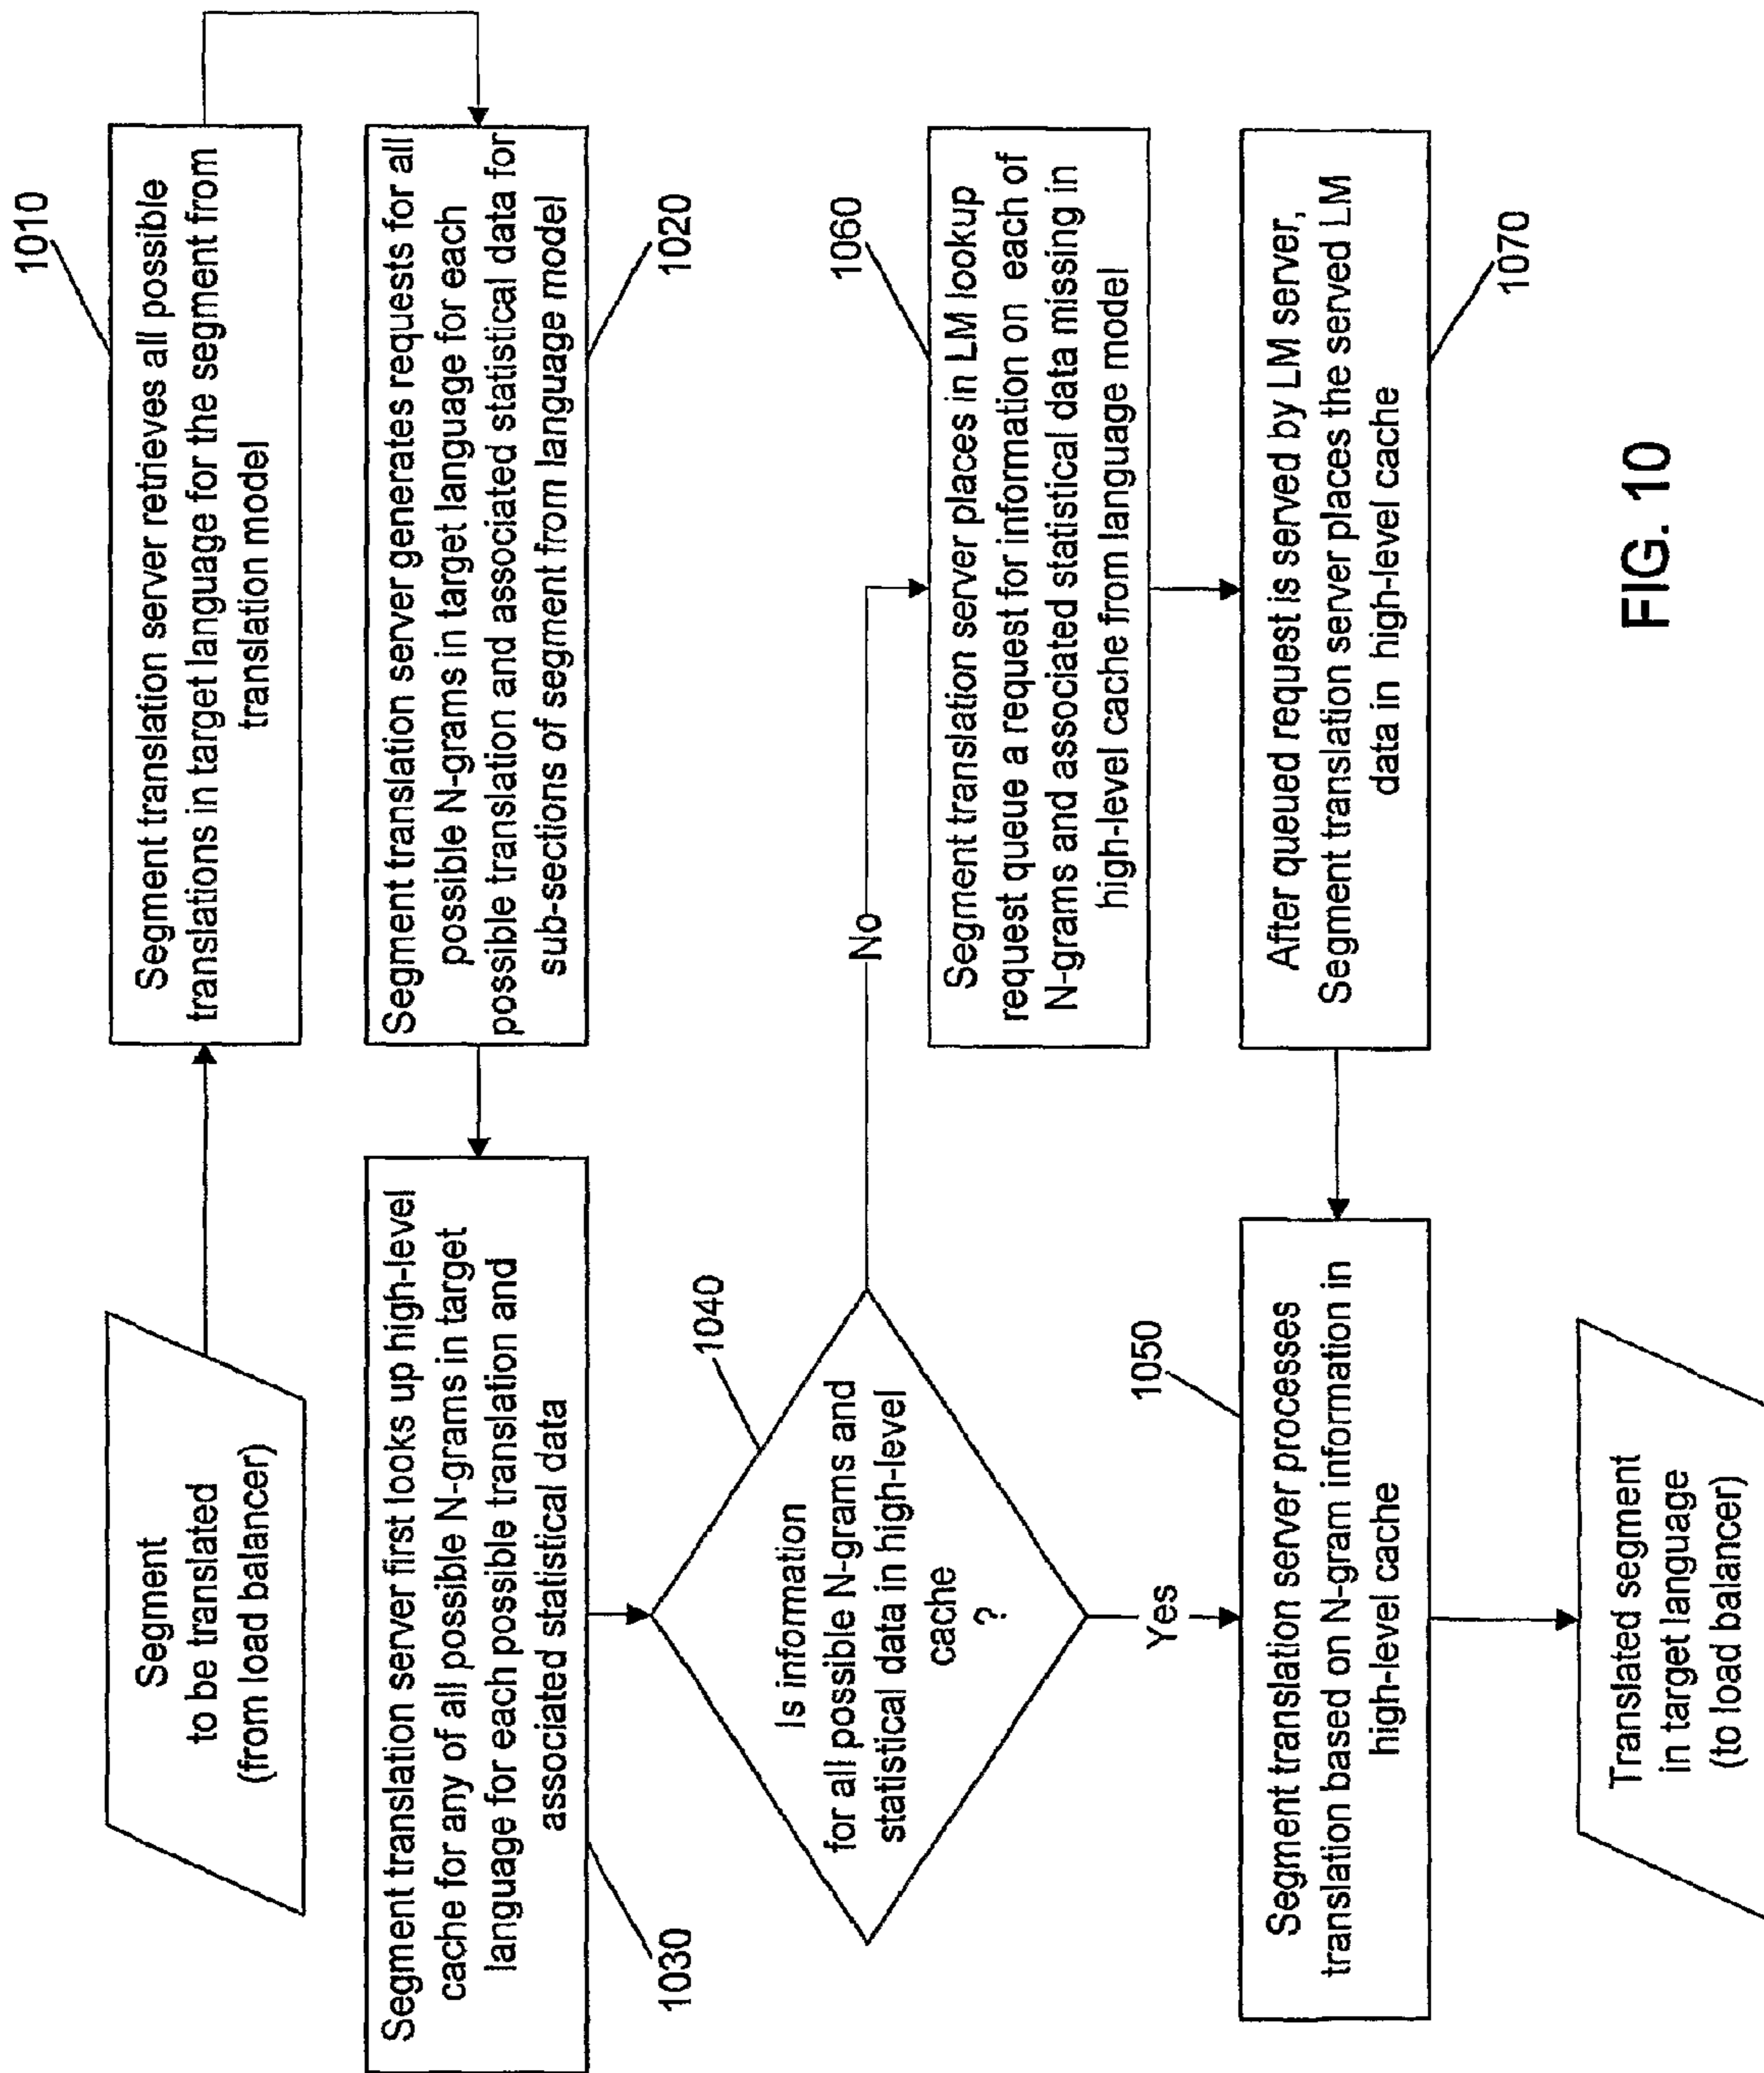 Segment
to be translated
(from load balancer)
1010
Segment translation server retrieves all possible
translations in target language for the segment from
translation model
Segment translation server generates requests for all
possible N-grams in target language for each
possible translation and associated statistical data for
sub-sections of segment from language model
1020
Segment translation server first looks up high-level
cache for any of all possible N-grams in target
language for each possible translation and
associated statistical data
1030
1040
Is information
for all possible N-grams and
statistical data in high-level
cache
?
No
Yes
1060
Segment translation server places in LM lookup
request queue a request for information on each of
N-grams and associated statistical data missing in
high-level cache from language model
After queued request is served by LM server,
Segment translation server places the served LM
data in high-level cache
1070
1050
Segment translation server processes
translation based on N-gram information in
high-level cache
Translated segment
in target language
(to load balancer)
FIG. 10